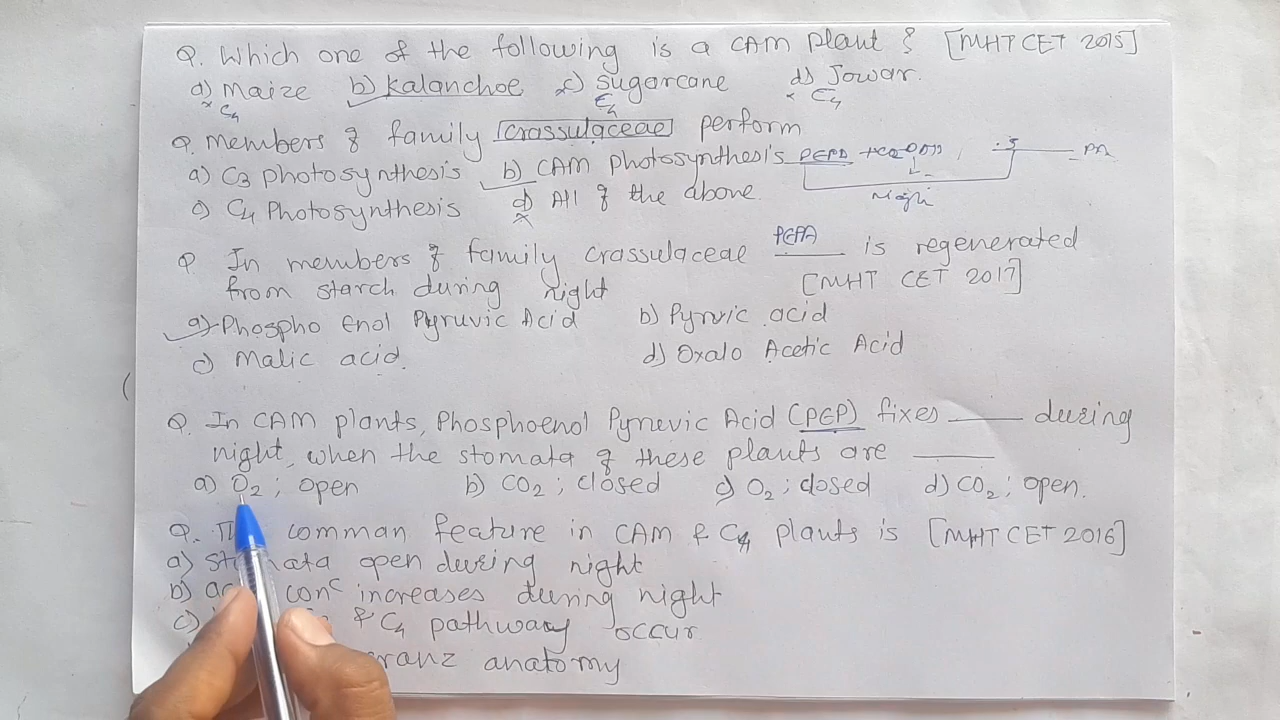 Q. Which one of the following is a CAM plant ? [MHT CET 2015]
a) Maize b) Kalanchoe c) Sugarcane d) Jowar.
C4 C4 C4
Q. Members of family Crassulaceae perform
a) C3 photosynthesis b) CAM photosynthesis
c) C4 Photosynthesis d) All of the above
PEPA
Q In members of family crassulaceae ____ is regenerated
from starch during night [MHT CET 2017]
a) Phospho Enol Pyruvic Acid b) Pyruvic acid
c) Malic acid. d) Oxalo Acetic Acid
Q. In CAM plants, Phosphoenol Pyruvic Acid (PEP) fixes ____ during
night, when the stomata of these plants are ____
a) O2 ; open b) CO2 ; closed c) O2 ; closed d) CO2 ; open.
Q. common feature in CAM & C4 plants is [MHT CET 2016]
a) open during night
b) conc increases during night
c) & C4 pathway occur
anatomy